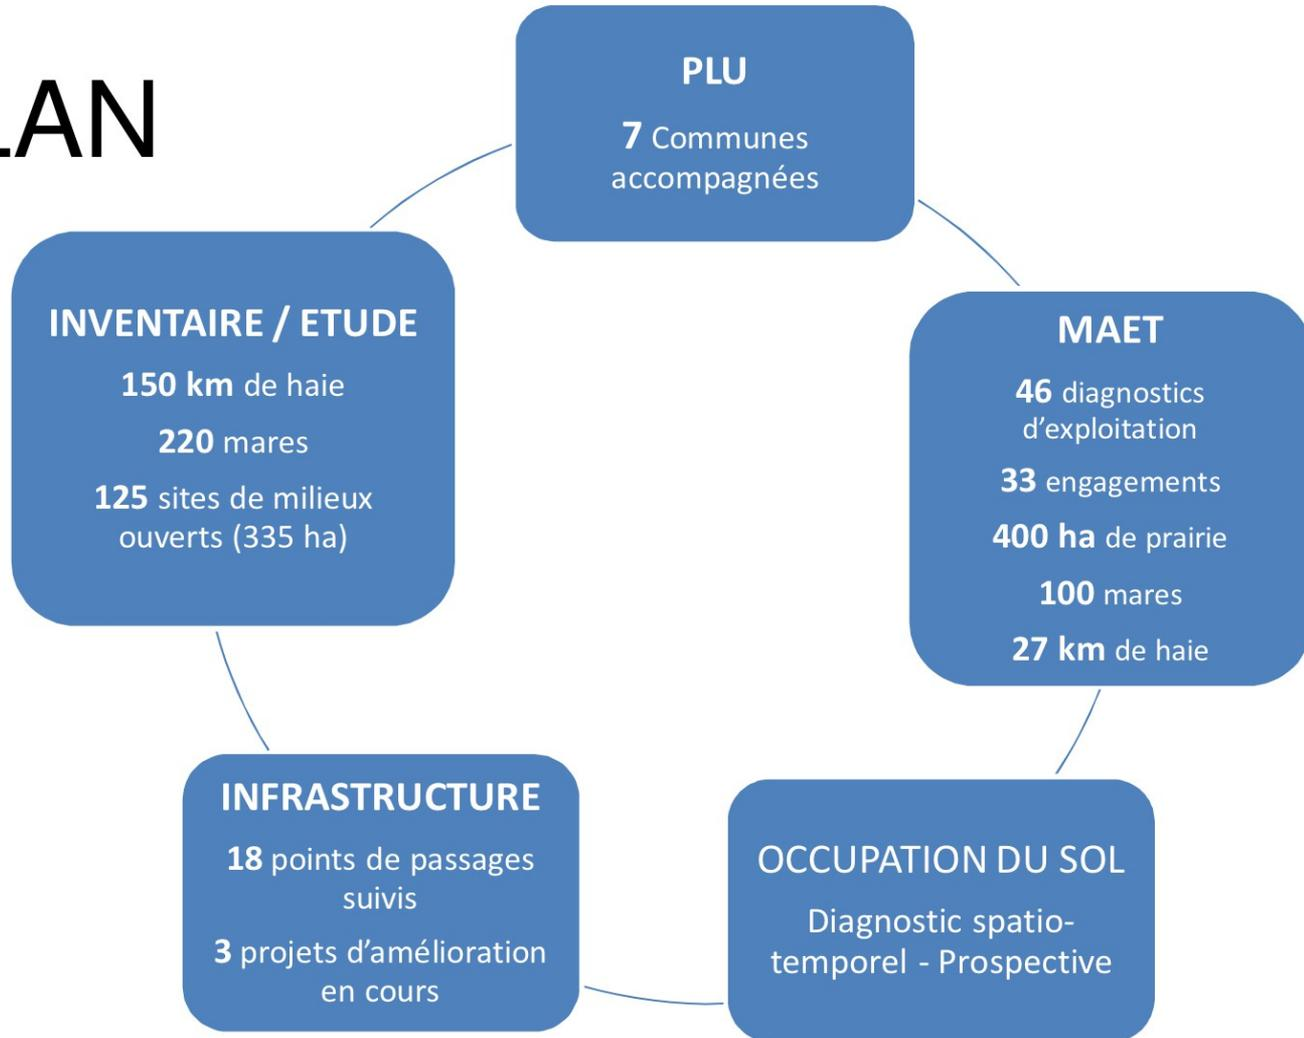 LAN
PLU
7 Communes
accompagnées
INVENTAIRE / ETUDE
150 km de haie
220 mares
125 sites de milieux
ouverts (335 ha)
MAET
46 diagnostics
d’exploitation
33 engagements
400 ha de prairie
100 mares
27 km de haie
INFRASTRUCTURE
18 points de passages
suivis
3 projets d’amélioration
en cours
OCCUPATION DU SOL
Diagnostic spatio-
temporel - Prospective